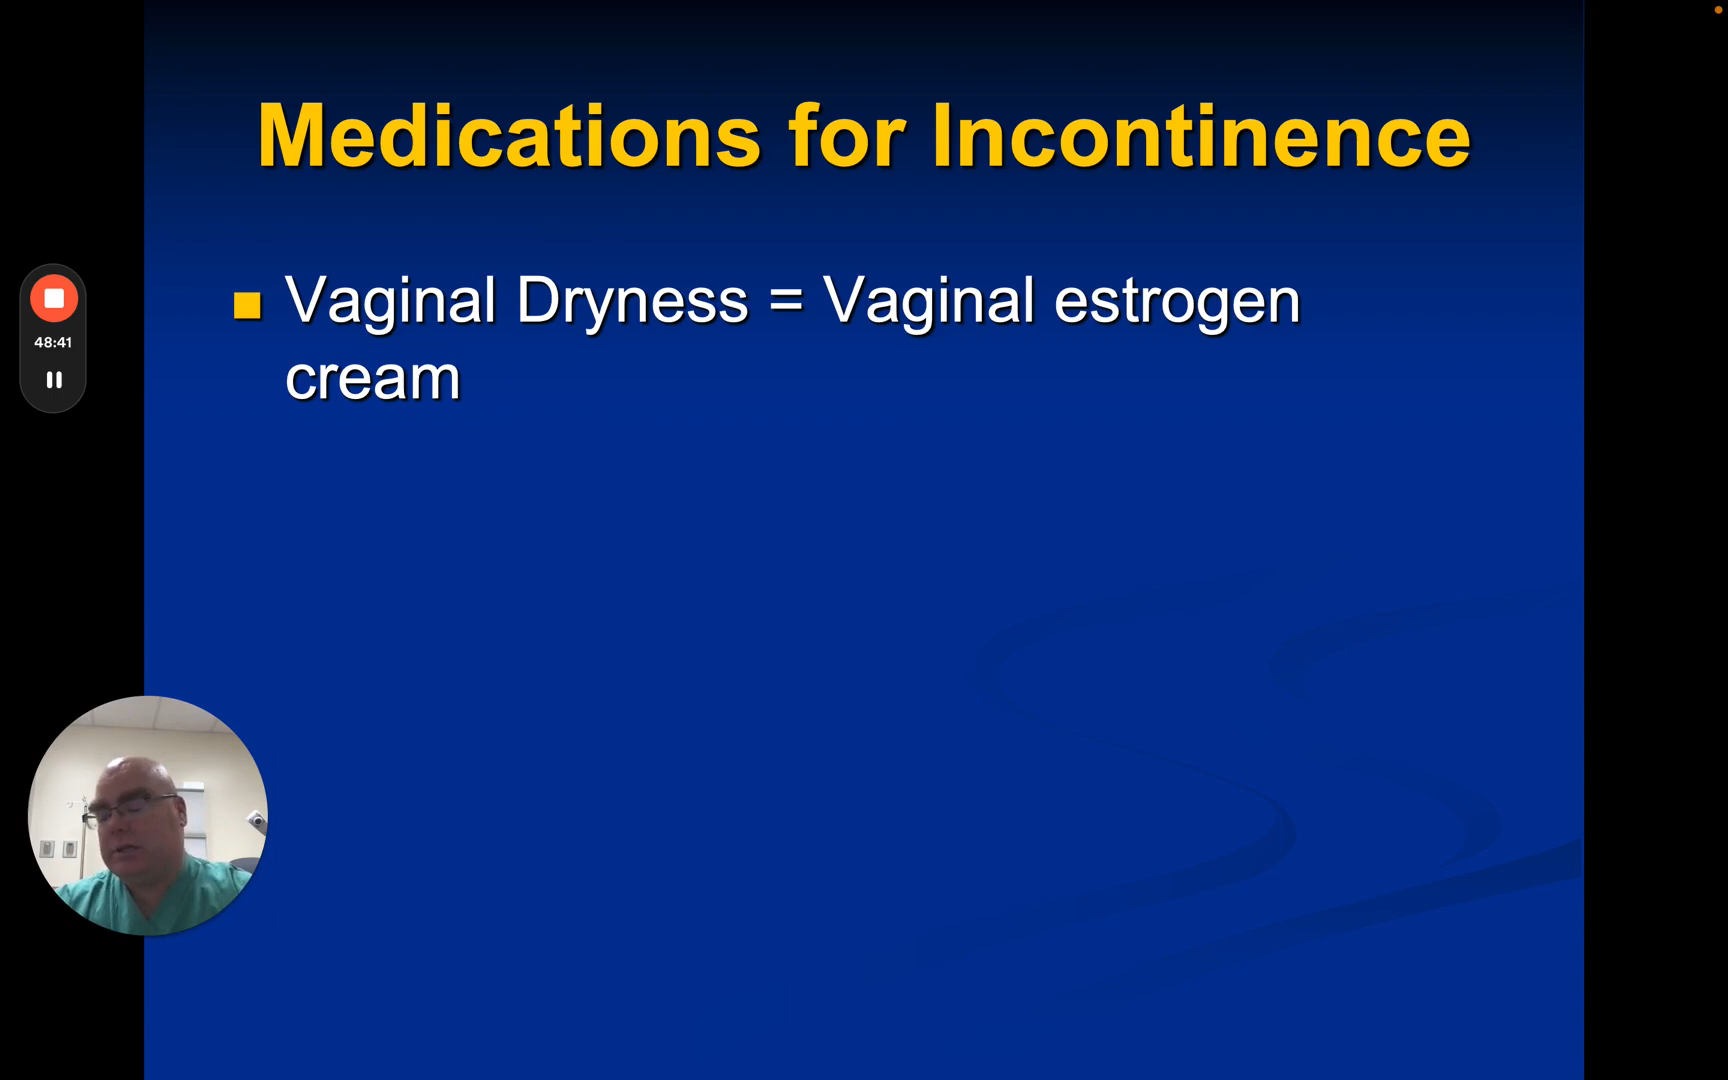 Medications for Incontinence
Vaginal Dryness = Vaginal estrogen
cream
48:41